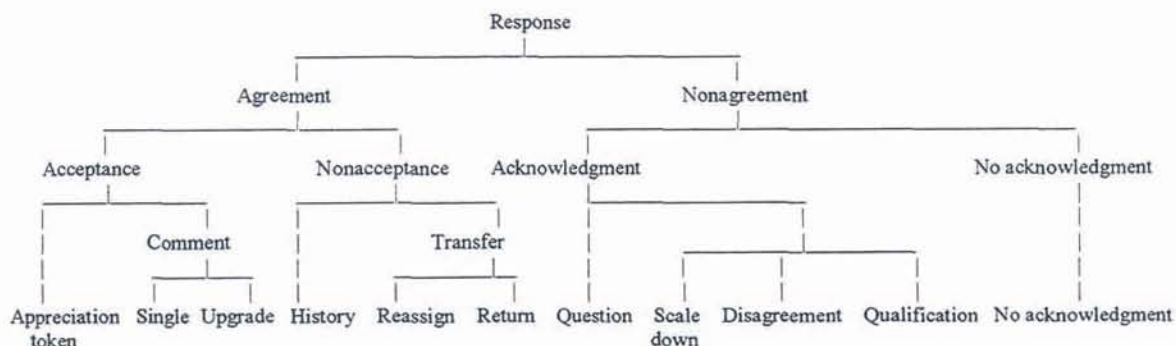 Response
Agreement Nonagreement
Acceptance Nonacceptance Acknowledgment No acknowledgment
Comment Transfer
Appreciation Single Upgrade History Reassign Return Question Scale Disagreement Qualification No acknowledgment
token down